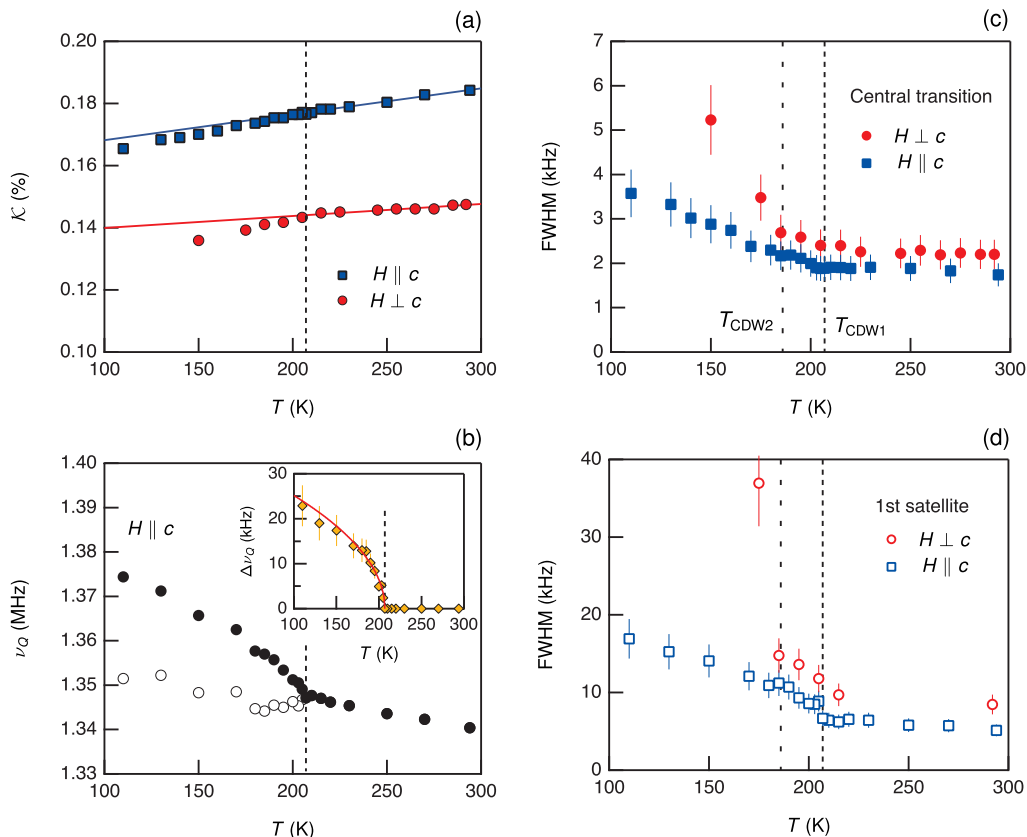 (a)
0.20
0.18
0.16
0.14
0.12
0.10
K (%)
H ∥ c
H ⊥ c
100 150 200 250 300
T (K)
(c)
7
6
5
4
3
2
1
0
FWHM (kHz)
Central transition
H ⊥ c
H ∥ c
T_CDW2
T_CDW1
100 150 200 250 300
T (K)
(b)
1.40
1.39
1.38
1.37
1.36
1.35
1.34
1.33
ν_Q (MHz)
H ∥ c
30
20
10
0
Δν_Q (kHz)
100 150 200 250 300
T (K)
100 150 200 250 300
T (K)
(d)
40
30
20
10
0
FWHM (kHz)
1st satellite
H ⊥ c
H ∥ c
100 150 200 250 300
T (K)